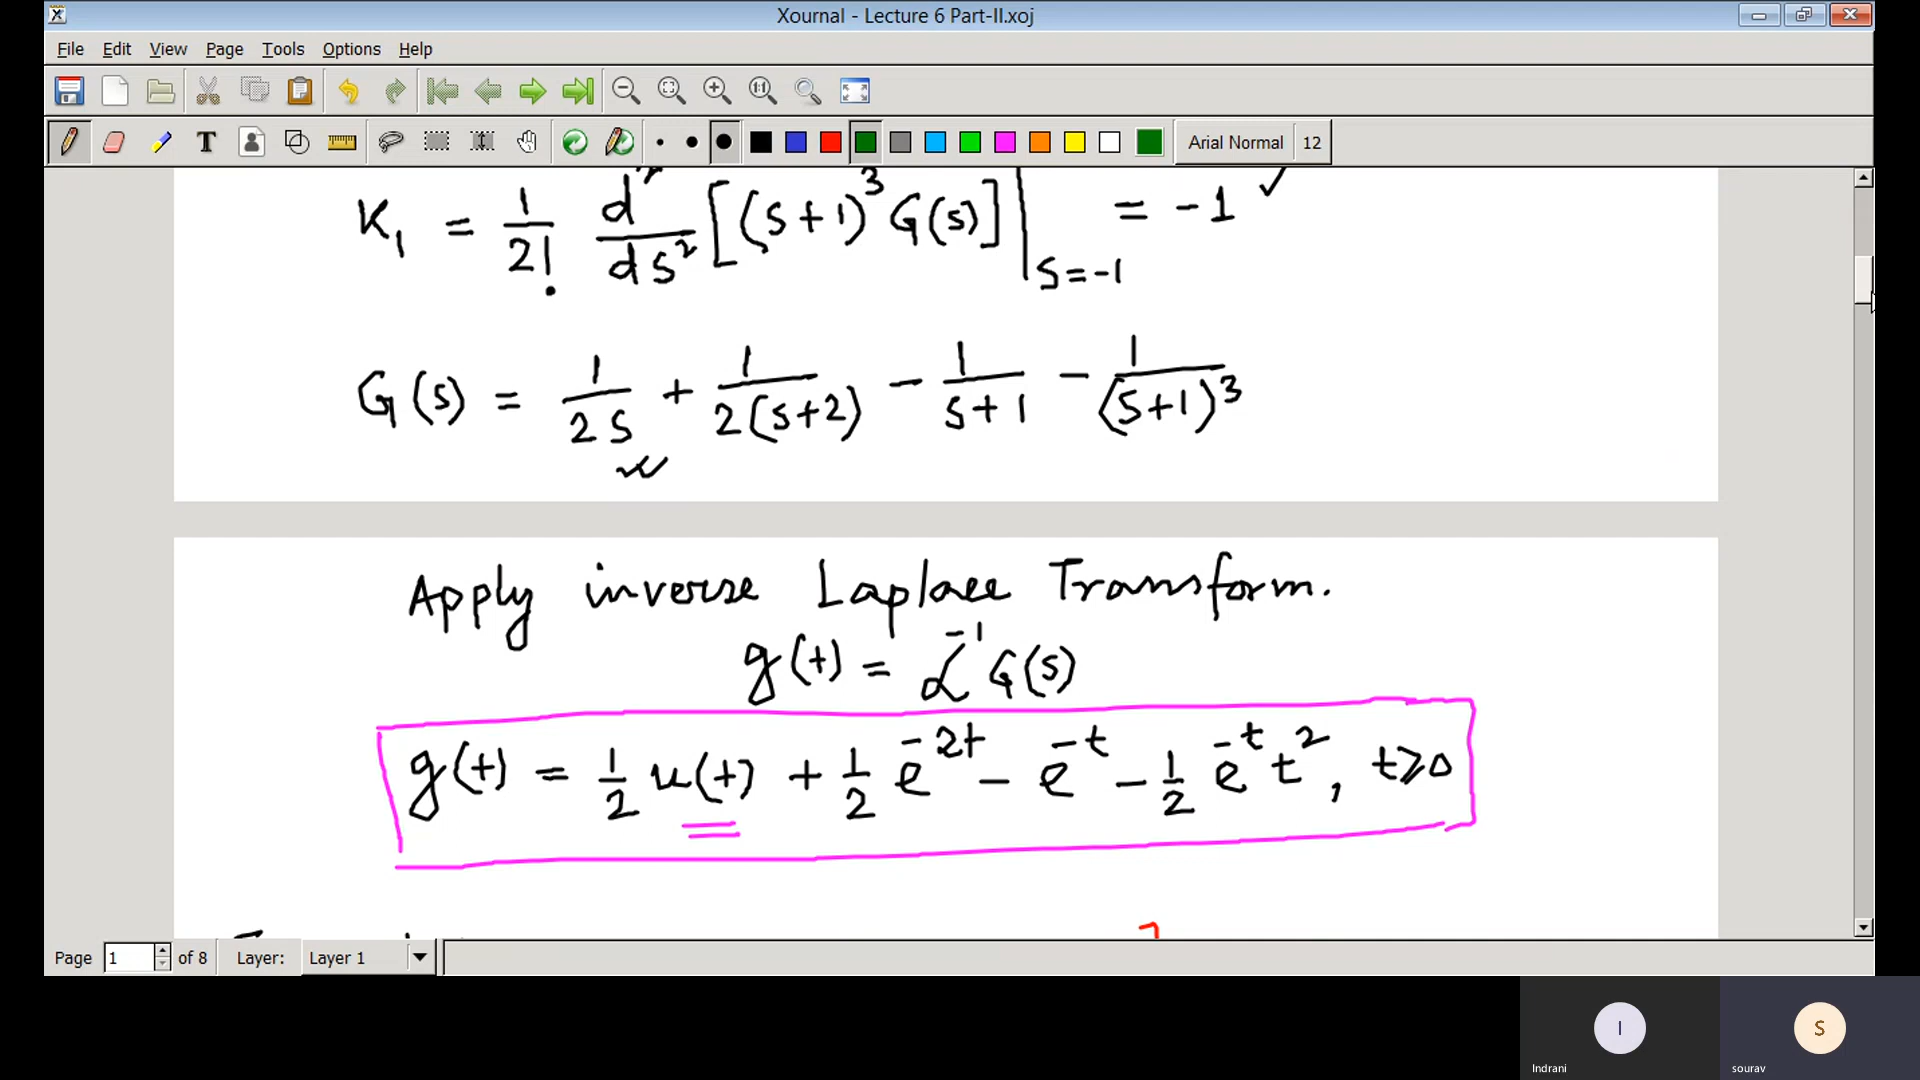 Xournal - Lecture 6 Part-II.xoj
File Edit View Page Tools Options Help
Arial Normal 12
K₁ = 1/2! d²/ds² [(s+1)³ G(s)] |s=-1 = -1 ✓
G(s) = 1/2s + 1/2(s+2) - 1/s+1 - 1/(s+1)³
Apply inverse Laplace Transform.
g(t) = ℒ⁻¹ G(s)
g(t) = 1/2 u(t) + 1/2 e^-2t - e^-t - 1/2 e^-t t², t≥0
Page 1 of 8 Layer: Layer 1
I S
Indrani sourav